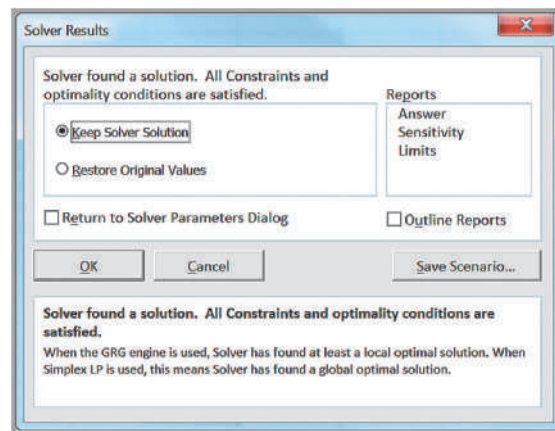 Solver Results
Solver found a solution. All Constraints and
optimality conditions are satisfied.
Reports
Answer
Sensitivity
Limits
Keep Solver Solution
Restore Original Values
Return to Solver Parameters Dialog
Outline Reports
OK
Cancel
Save Scenario...
Solver found a solution. All Constraints and optimality conditions are
satisfied.
When the GRG engine is used, Solver has found at least a local optimal solution. When
Simplex LP is used, this means Solver has found a global optimal solution.